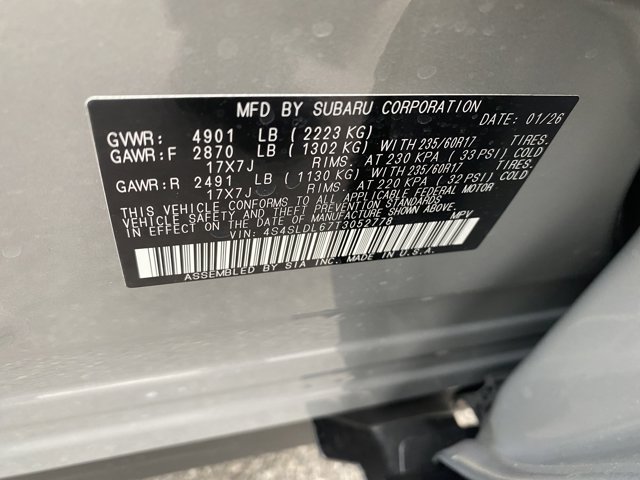 MFD BY SUBARU CORPORATION
DATE: 01/26
GVWR: 4901 LB ( 2223 KG)
GAWR:F 2870 LB ( 1302 KG) WITH 235/60R17 TIRES.
17X7J RIMS. AT 230 KPA ( 33 PSI) COLD
GAWR:R 2491 LB ( 1130 KG) WITH 235/60R17 TIRES.
17X7J RIMS. AT 220 KPA ( 32 PSI) COLD
THIS VEHICLE CONFORMS TO ALL APPLICABLE FEDERAL MOTOR
VEHICLE SAFETY AND THEFT PREVENTION STANDARDS IN
EFFECT ON THE DATE OF MANUFACTURE SHOWN ABOVE.
VIN: 4S4SLDL67T3053778 MPV
ASSEMBLED BY SIA INC. MADE IN U.S.A.